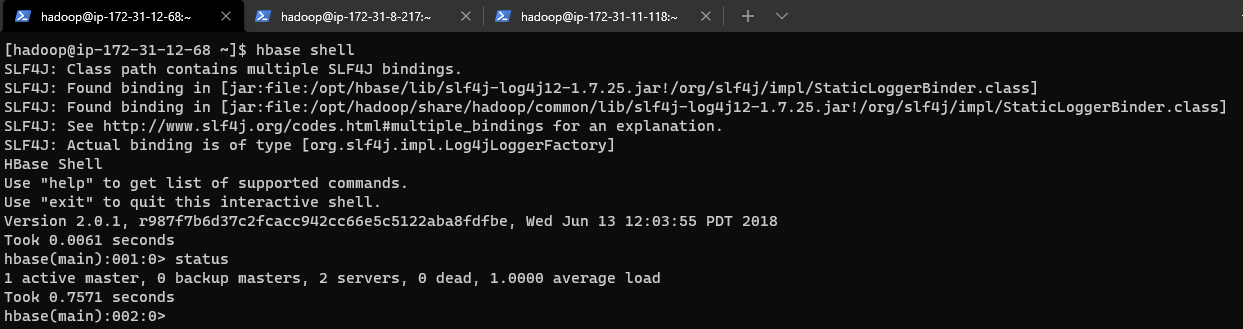 hadoop@ip-172-31-12-68:~
hadoop@ip-172-31-8-217:~
hadoop@ip-172-31-11-118:~
[hadoop@ip-172-31-12-68 ~]$ hbase shell
SLF4J: Class path contains multiple SLF4J bindings.
SLF4J: Found binding in [jar:file:/opt/hbase/lib/slf4j-log4j12-1.7.25.jar!/org/slf4j/impl/StaticLoggerBinder.class]
SLF4J: Found binding in [jar:file:/opt/hadoop/share/hadoop/common/lib/slf4j-log4j12-1.7.25.jar!/org/slf4j/impl/StaticLoggerBinder.class]
SLF4J: See http://www.slf4j.org/codes.html#multiple_bindings for an explanation.
SLF4J: Actual binding is of type [org.slf4j.impl.Log4jLoggerFactory]
HBase Shell
Use "help" to get list of supported commands.
Use "exit" to quit this interactive shell.
Version 2.0.1, r987f7b6d37c2fcacc942cc66e5c5122aba8fdfbe, Wed Jun 13 12:03:55 PDT 2018
Took 0.0061 seconds
hbase(main):001:0> status
1 active master, 0 backup masters, 2 servers, 0 dead, 1.0000 average load
Took 0.7571 seconds
hbase(main):002:0>